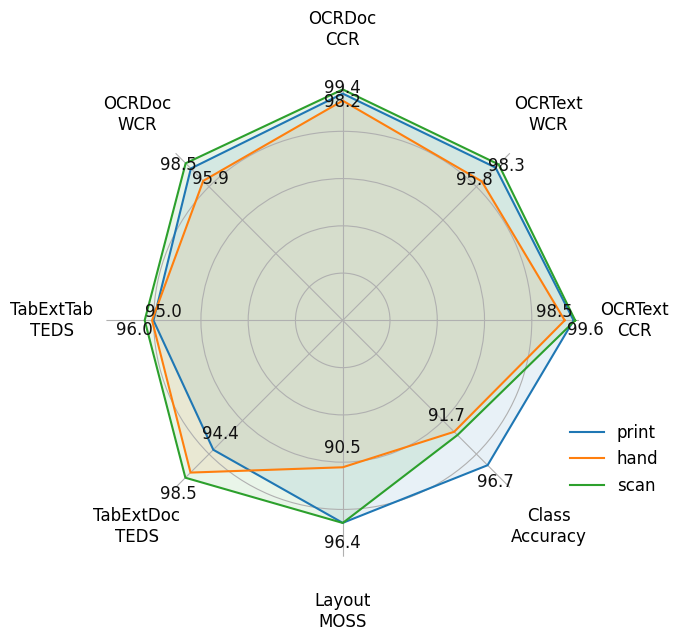 OCRDoc
CCR
99.4
98.2
OCRDoc
WCR
OCRText
WCR
98.5
95.9
95.8
98.3
TabExtTab
TEDS
95.0
96.0
98.5
99.6
OCRText
CCR
94.4
98.5
90.5
91.7
96.7
print
hand
scan
TabExtDoc
TEDS
Class
Accuracy
96.4
Layout
MOSS